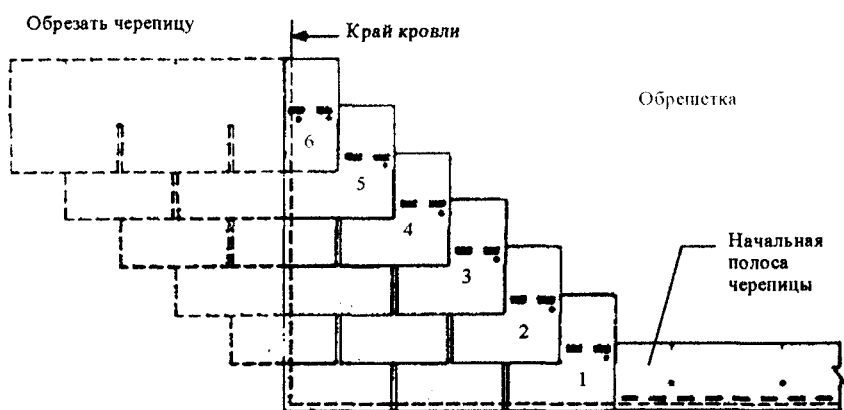 Обрезать черепицу
Край кровли
Обрешетка
6
5
4
3
2
1
Начальная
полоса
черепицы